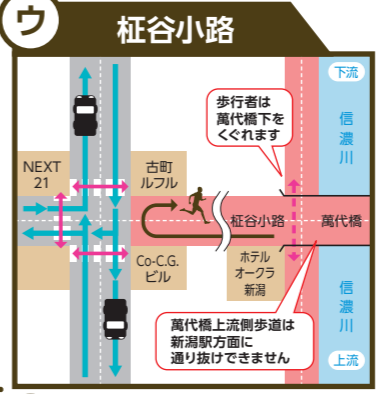 ウ
柾谷小路
下流
歩行者は
萬代橋下を
くぐれます
信
濃
川
NEXT
21
古町
ルフル
柾谷小路
萬代橋
Co-C.G.
ビル
ホテル
オークラ
新潟
信
濃
川
萬代橋上流側歩道は
新潟駅方面に
通り抜けできません
上流